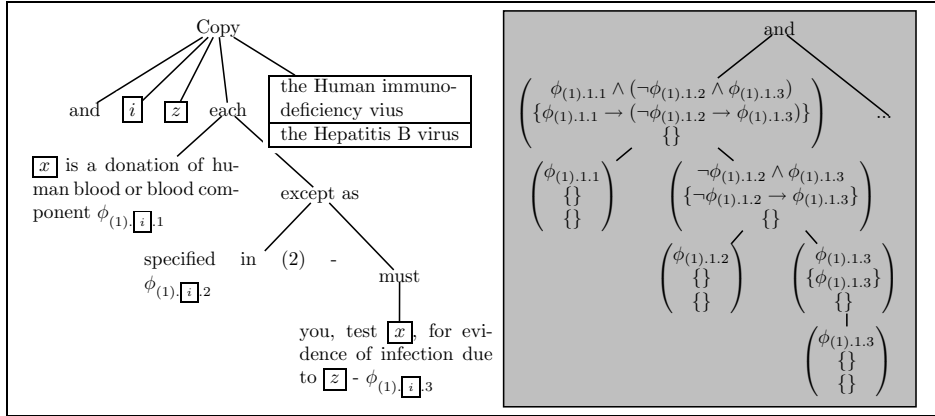 Copy
and i z each
the Human immuno-
deficiency vius
the Hepatitis B virus
x is a donation of hu-
man blood or blood com-
ponent ϕ(1).i.1
except as
specified in (2) -
ϕ(1).i.2
must
you, test x, for evi-
dence of infection due
to z - ϕ(1).i.3
and
ϕ(1).1.1 ∧ (¬ϕ(1).1.2 ∧ ϕ(1).1.3)
{ϕ(1).1.1 → (¬ϕ(1).1.2 → ϕ(1).1.3)}
{}
...
ϕ(1).1.1
{}
{}
¬ϕ(1).1.2 ∧ ϕ(1).1.3
{¬ϕ(1).1.2 → ϕ(1).1.3}
{}
ϕ(1).1.2
{}
{}
ϕ(1).1.3
{ϕ(1).1.3}
{}
ϕ(1).1.3
{}
{}